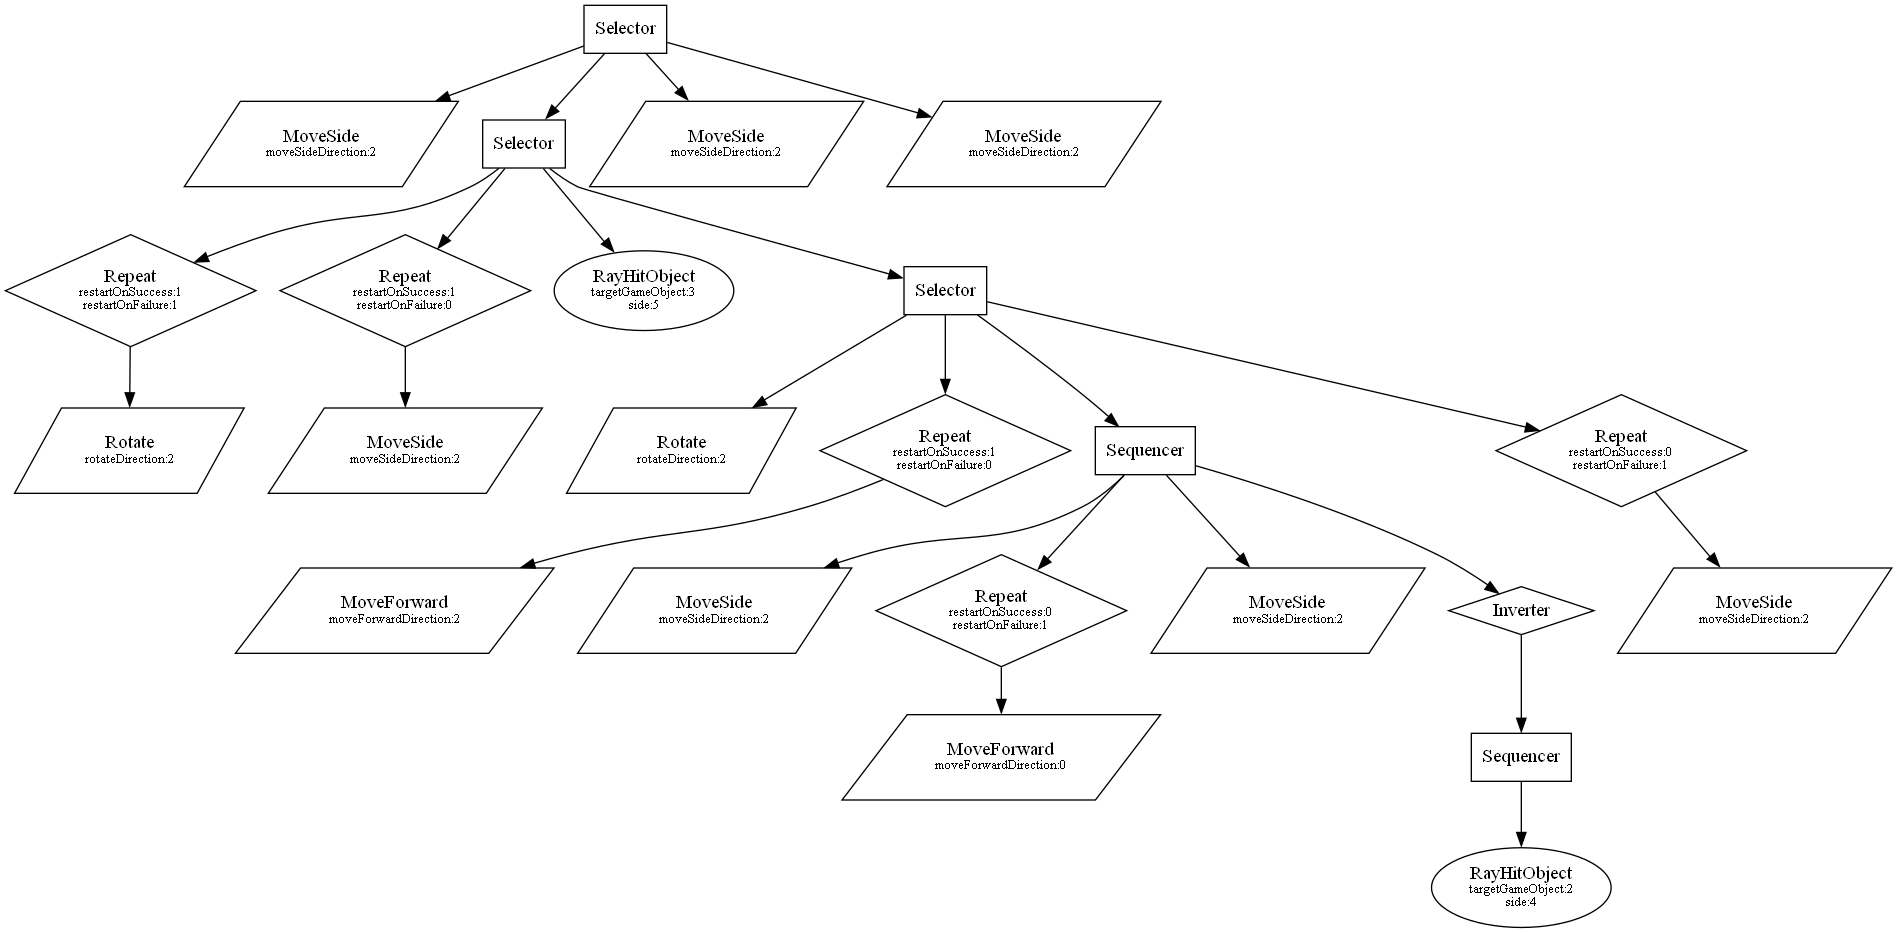 Selector
MoveSide
moveSideDirection:2
Selector
MoveSide
moveSideDirection:2
MoveSide
moveSideDirection:2
Repeat
restartOnSuccess:1
restartOnFailure:1
Repeat
restartOnSuccess:1
restartOnFailure:0
RayHitObject
targetGameObject:3
side:5
Selector
Rotate
rotateDirection:2
MoveSide
moveSideDirection:2
Rotate
rotateDirection:2
Repeat
restartOnSuccess:1
restartOnFailure:0
Sequencer
Repeat
restartOnSuccess:0
restartOnFailure:1
MoveForward
moveForwardDirection:2
MoveSide
moveSideDirection:2
Repeat
restartOnSuccess:0
restartOnFailure:1
MoveSide
moveSideDirection:2
Inverter
MoveSide
moveSideDirection:2
MoveForward
moveForwardDirection:0
Sequencer
RayHitObject
targetGameObject:2
side:4